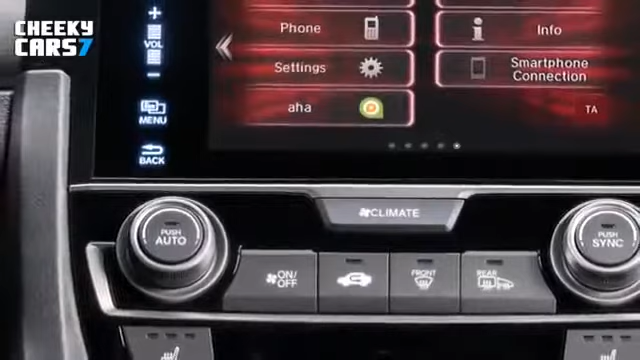 CHEEKY
CARS7
+
VOL
-
Phone
Info
Settings
Smartphone
Connection
aha
TA
MENU
BACK
CLIMATE
PUSH
AUTO
PUSH
SYNC
ON/
OFF
FRONT
REAR